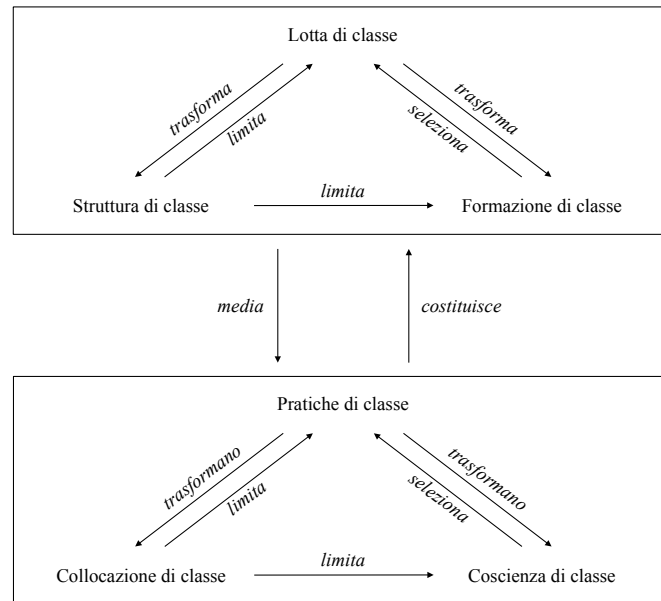 Lotta di classe
trasforma
limita
trasforma
seleziona
limita
Struttura di classe
Formazione di classe
media
costituisce
Pratiche di classe
trasformano
limita
trasformano
seleziona
limita
Collocazione di classe
Coscienza di classe